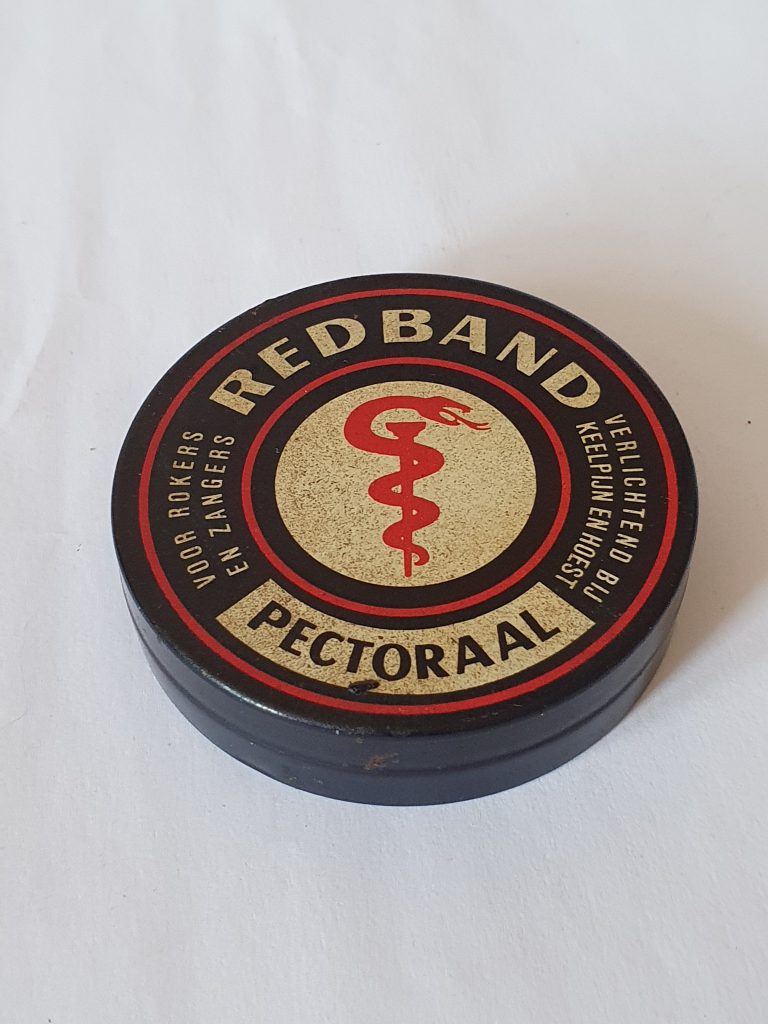 REDBAND
VOOR ROKERS
EN ZANGERS
VERLICHTEND BIJ
KEELPIJN EN HOEST
PECTORAAL